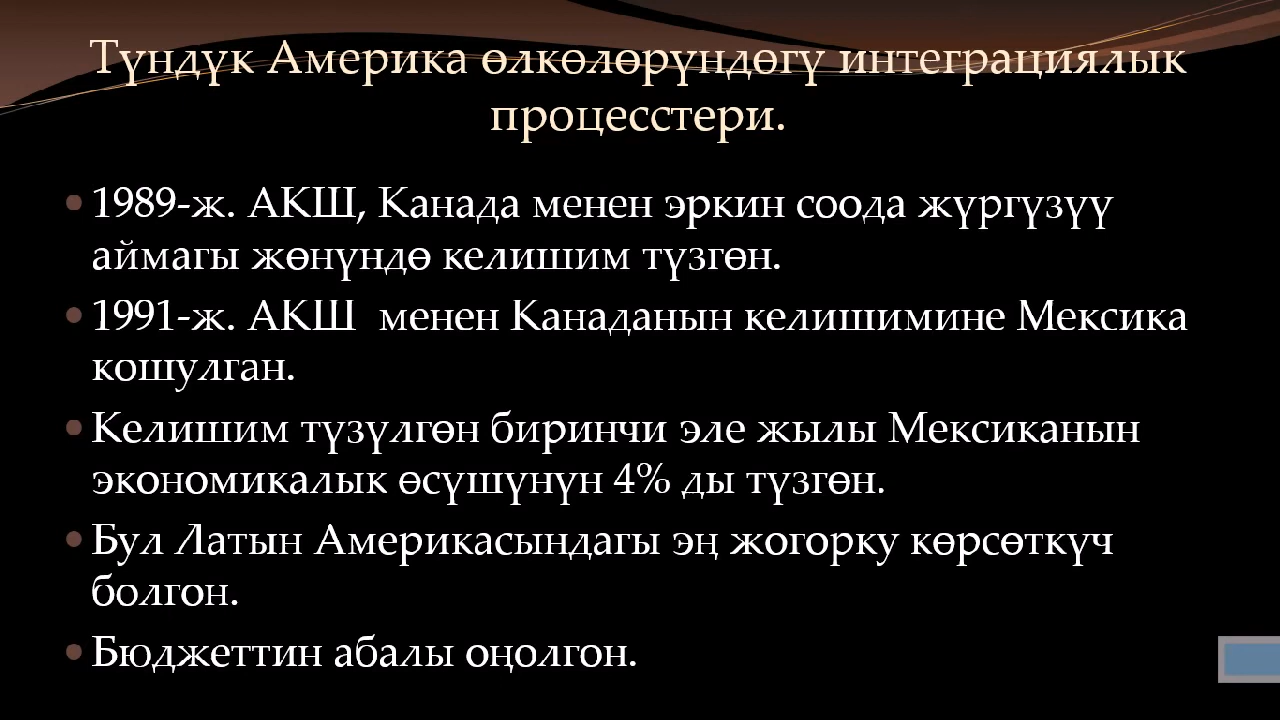 Түндүк Америка өлкөлөрүндөгү интеграциялык
процесстери.
• 1989-ж. АКШ, Канада менен эркин соода жүргүзүү
аймагы жөнүндө келишим түзгөн.
• 1991-ж. АКШ  менен Канаданын келишимине Мексика
кошулган.
• Келишим түзүлгөн биринчи эле жылы Мексиканын
экономикалык өсүшүнүн 4% ды түзгөн.
• Бул Латын Америкасындагы эң жогорку көрсөткүч
болгон.
• Бюджеттин абалы оңолгон.